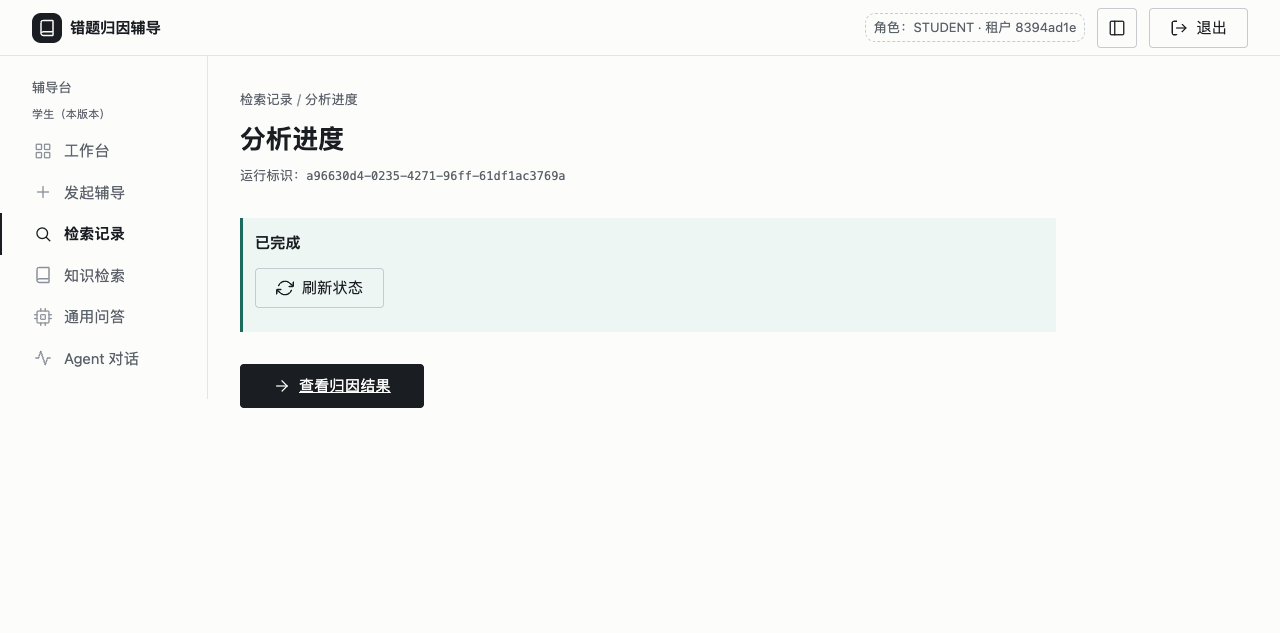 错题归因辅导
角色：STUDENT · 租户 8394ad1e
退出
辅导台
学生（本版本）
工作台
发起辅导
检索记录
知识检索
通用问答
Agent 对话
检索记录 / 分析进度
分析进度
运行标识：a96630d4-0235-4271-96ff-61df1ac3769a
已完成
刷新状态
查看归因结果